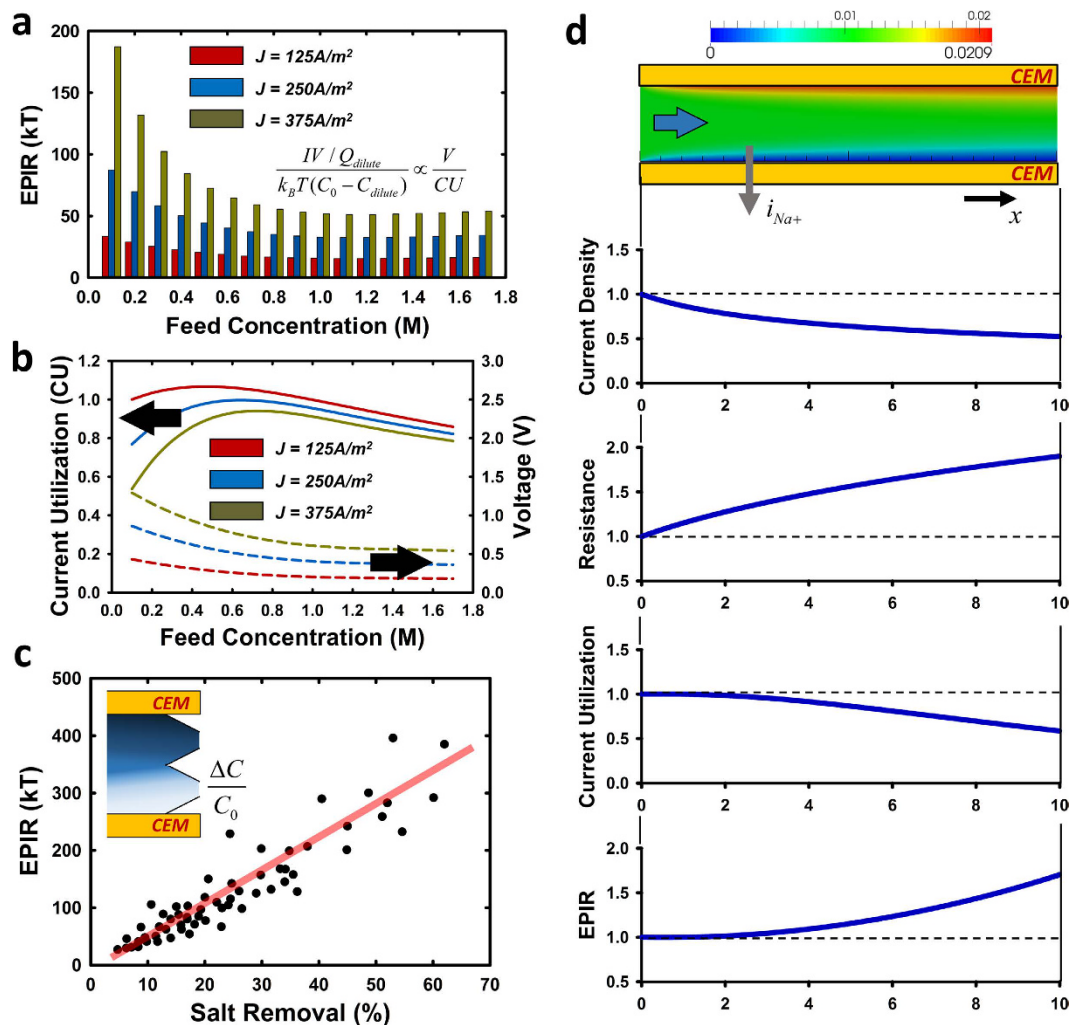 a
EPIR (kT)
200
150
100
50
0
J = 125A/m²
J = 250A/m²
J = 375A/m²
IV / Q_dilute
k_B T(C_0 − C_dilute)
∝
V
CU
0.0 0.2 0.4 0.6 0.8 1.0 1.2 1.4 1.6 1.8
Feed Concentration (M)
b
Current Utilization (CU)
1.2
1.0
0.8
0.6
0.4
0.2
0.0
J = 125A/m²
J = 250A/m²
J = 375A/m²
3.0
2.5
2.0
1.5
1.0
0.5
0.0
Voltage (V)
0.0 0.2 0.4 0.6 0.8 1.0 1.2 1.4 1.6 1.8
Feed Concentration (M)
c
EPIR (kT)
500
400
300
200
100
0
CEM
ΔC
C_0
CEM
0 10 20 30 40 50 60 70
Salt Removal (%)
d
0.01 0.02
0 0.0209
CEM
CEM
i_Na+
x
Current Density
1.5
1.0
0.5
0.0
0 2 4 6 8 10
Resistance
2.5
2.0
1.5
1.0
0.5
0 2 4 6 8 10
Current Utilization
1.5
1.0
0.5
0.0
0 2 4 6 8 10
EPIR
2.0
1.5
1.0
0.5
0 2 4 6 8 10